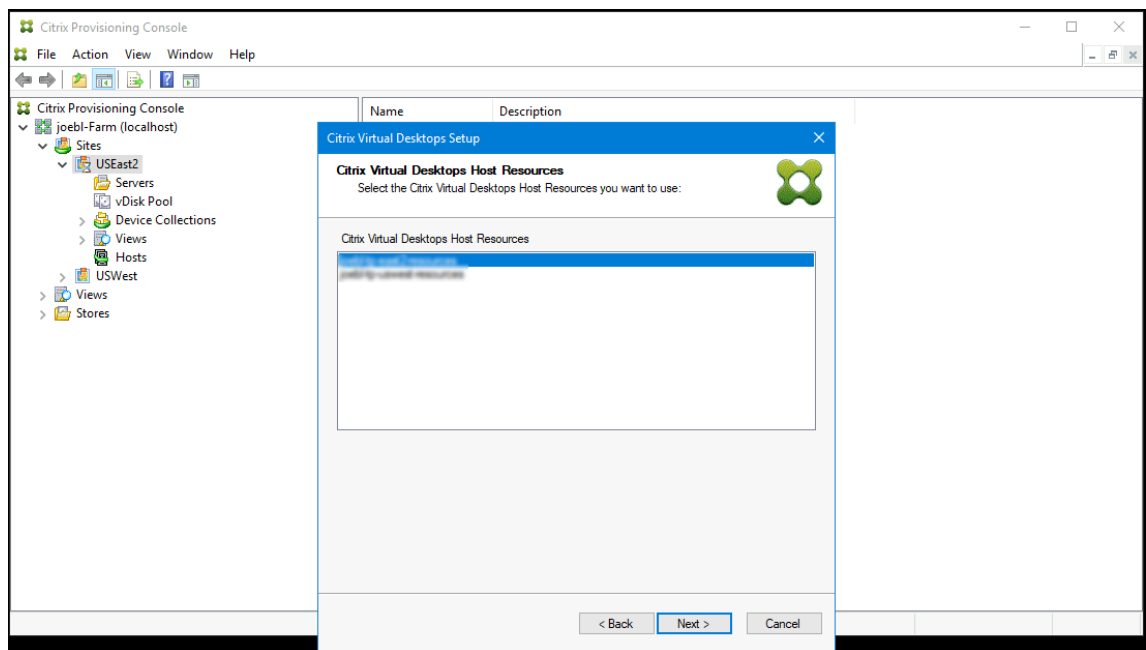 Citrix Provisioning Console
File Action View Window Help
Citrix Provisioning Console
joebl-Farm (localhost)
Sites
USEast2
Servers
vDisk Pool
Device Collections
Views
Hosts
USWest
Views
Stores
Name Description
Citrix Virtual Desktops Setup
Citrix Virtual Desktops Host Resources
Select the Citrix Virtual Desktops Host Resources you want to use:
Citrix Virtual Desktops Host Resources
< Back Next > Cancel